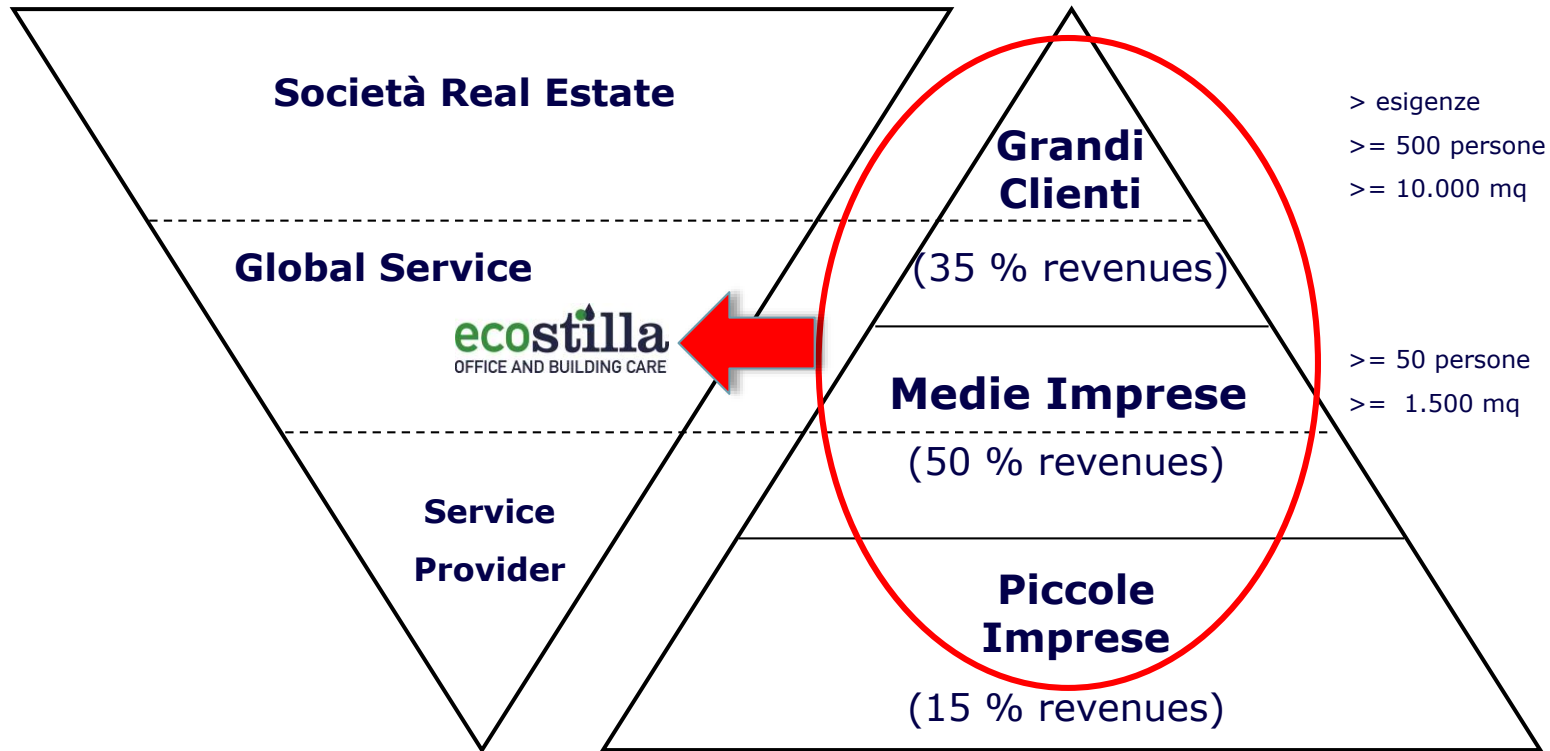 Società Real Estate
Global Service
ecostilla
OFFICE AND BUILDING CARE
Service
Provider
Grandi
Clienti
(35 % revenues)
Medie Imprese
(50 % revenues)
Piccole
Imprese
(15 % revenues)
> esigenze
>= 500 persone
>= 10.000 mq
>= 50 persone
>= 1.500 mq